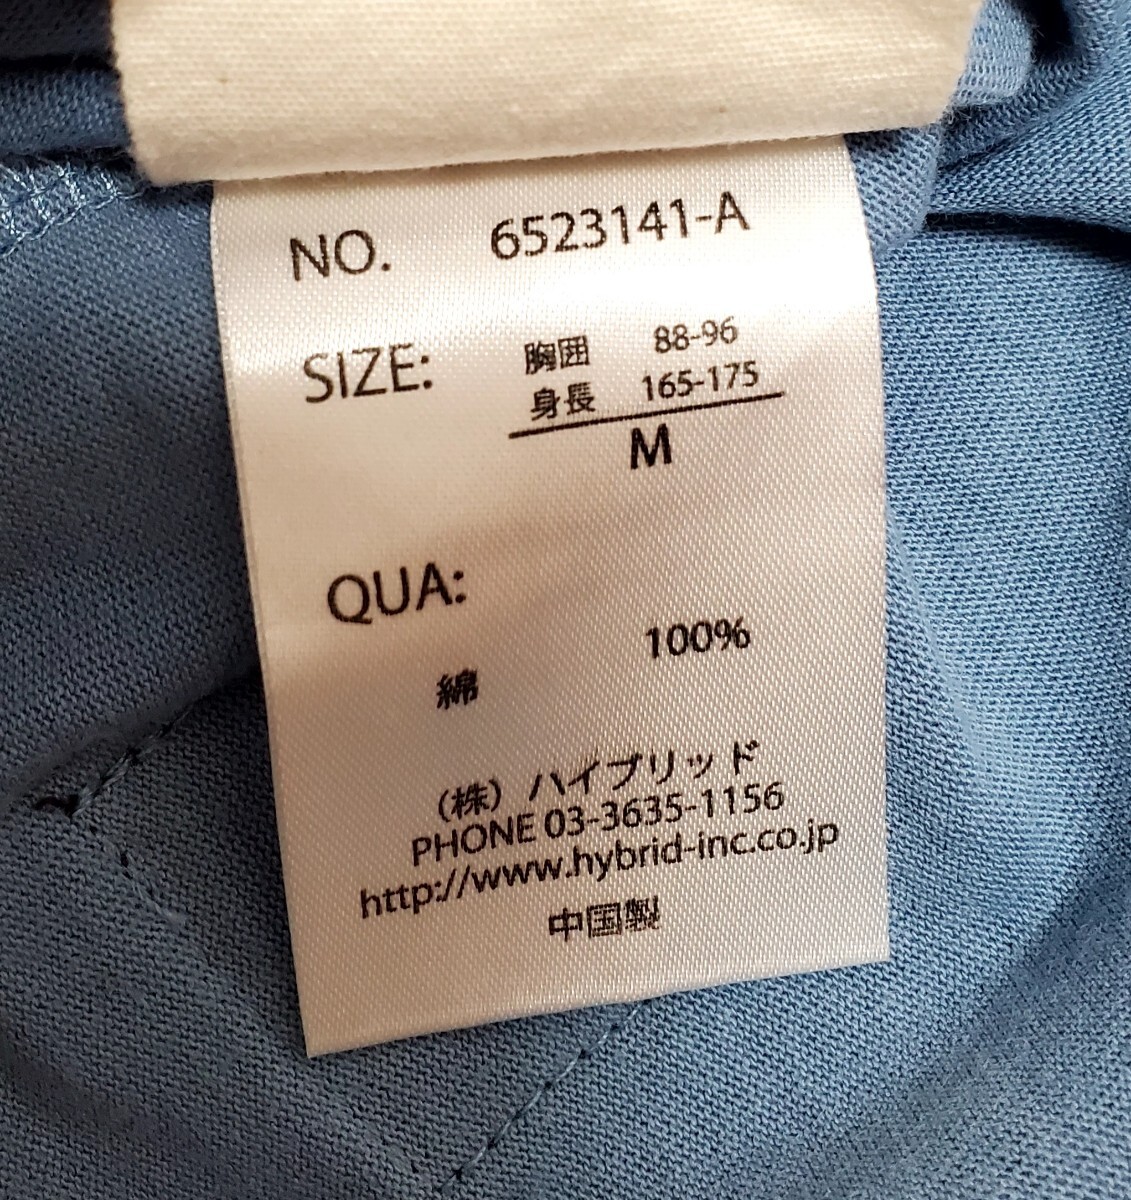 NO. 6523141-A
SIZE: 胸囲 88-96
身長 165-175
M
QUA:
100%
綿
（株）ハイブリッド
PHONE 03-3635-1156
http://www.hybrid-inc.co.jp
中国製